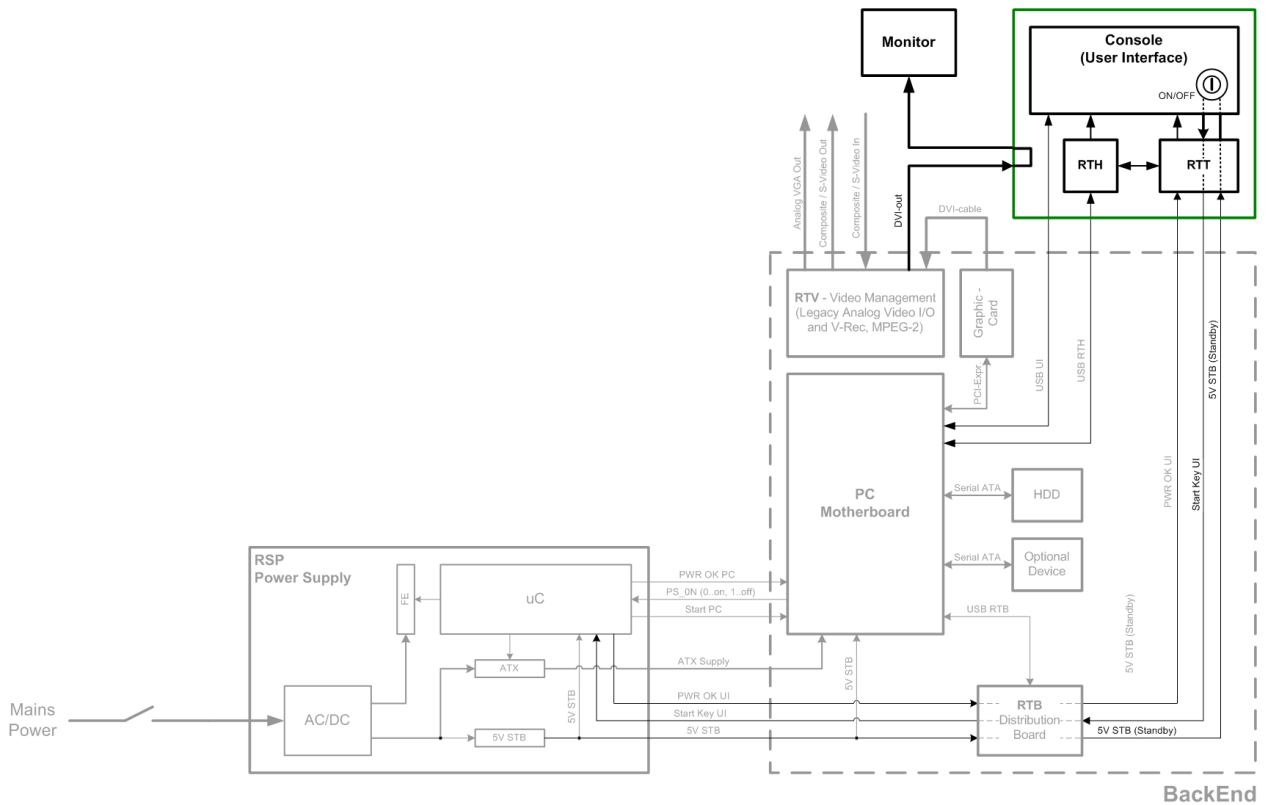 Monitor
Console
(User Interface)
ON/OFF
RTH
RTT
Analog VGA Out
Composite / S-Video Out
Composite / S-Video In
DVI-out
DVI-cable
RTV - Video Management
(Legacy Analog Video I/O
and V-Rec, MPEG-2)
Graphic -
Card
PCI-Expr.
USB UI
USB RTH
5V STB (Standby)
PWR OK UI
Start Key UI
PC
Motherboard
Serial ATA
HDD
Serial ATA
Optional
Device
USB RTB
5V STB (Standby)
RSP
Power Supply
FE
uC
PWR OK PC
PS_0N (0..on, 1..off)
Start PC
ATX
ATX Supply
5V STB
5V STB
PWR OK UI
Start Key UI
5V STB
Mains
Power
AC/DC
5V STB
RTB
Distribution
Board
5V STB (Standby)
BackEnd